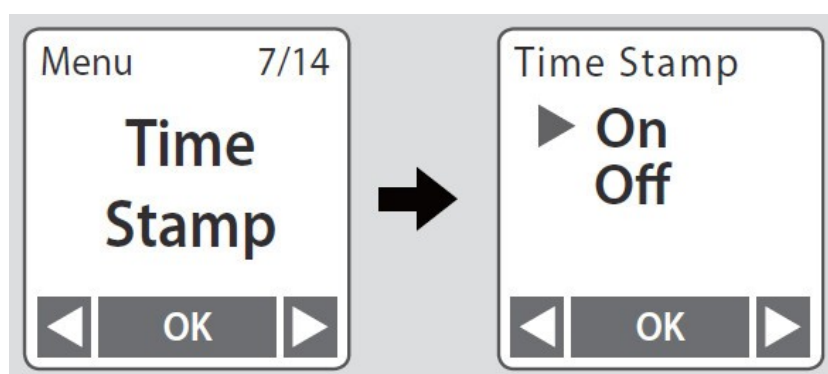 Menu 7/14
Time
Stamp
OK
Time Stamp
On
Off
OK